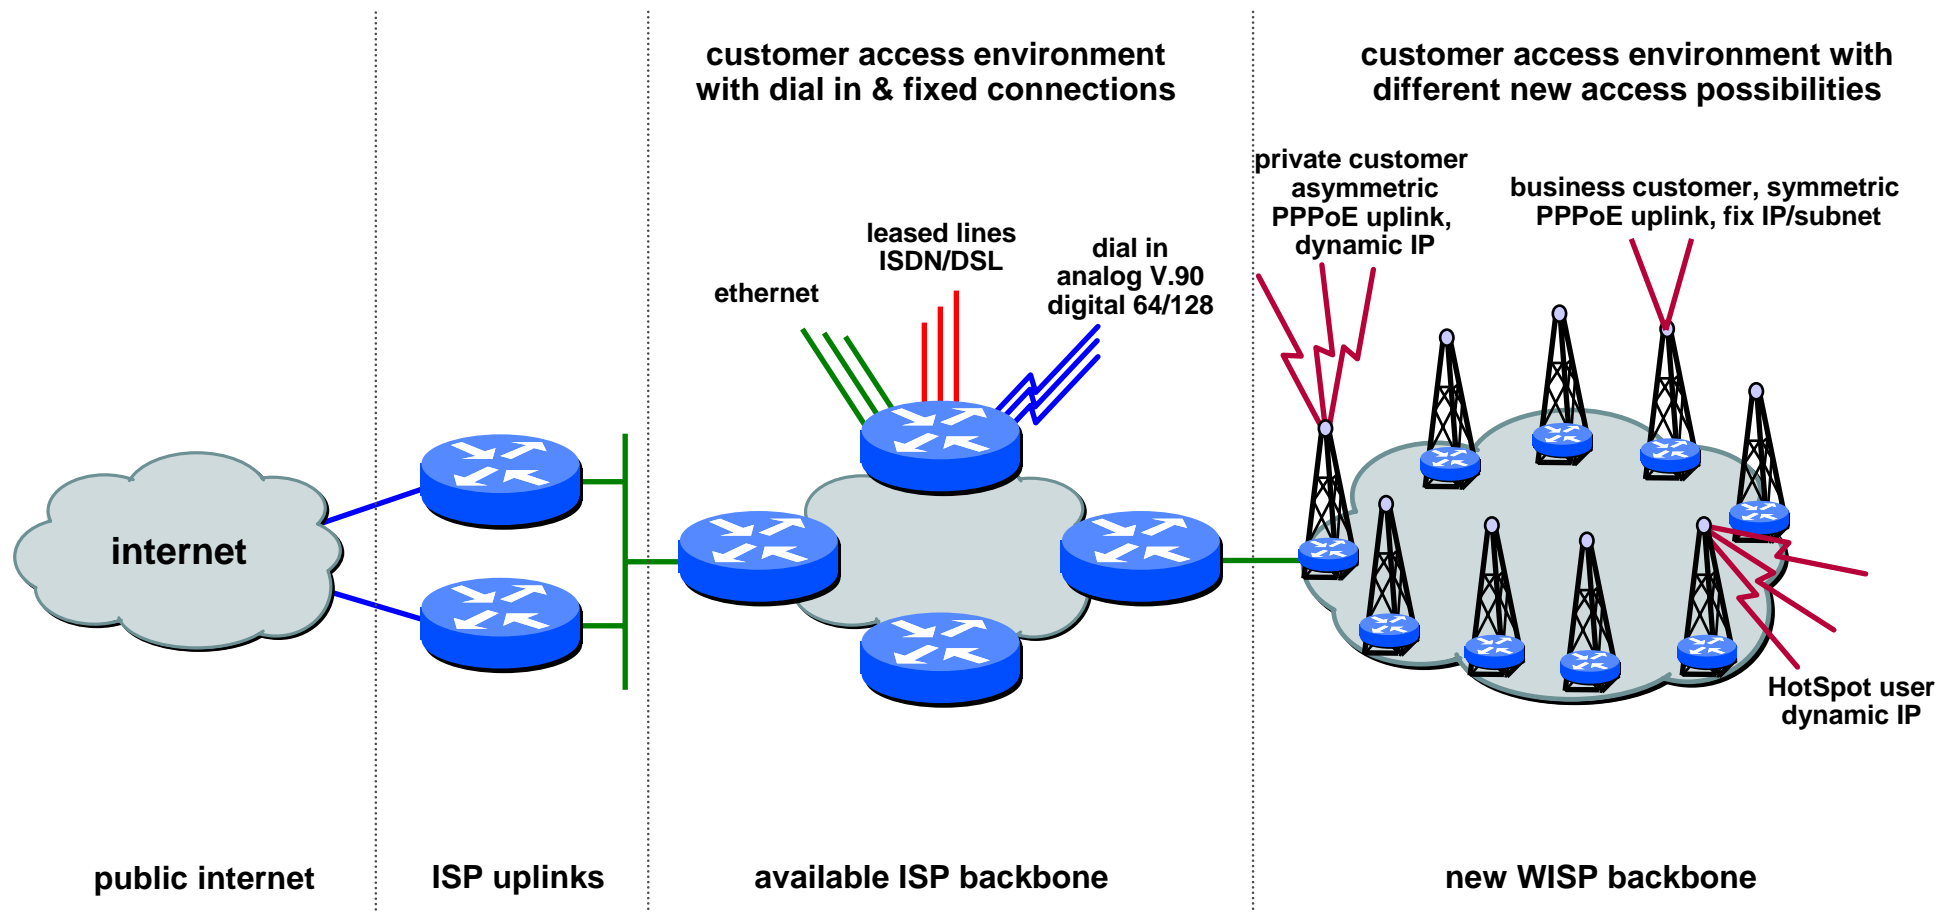 customer access environment
with dial in & fixed connections
customer access environment with
different new access possibilities
private customer
asymmetric
PPPoE uplink,
dynamic IP
business customer, symmetric
PPPoE uplink, fix IP/subnet
leased lines
ISDN/DSL
dial in
analog V.90
digital 64/128
ethernet
internet
HotSpot user
dynamic IP
public internet
ISP uplinks
available ISP backbone
new WISP backbone